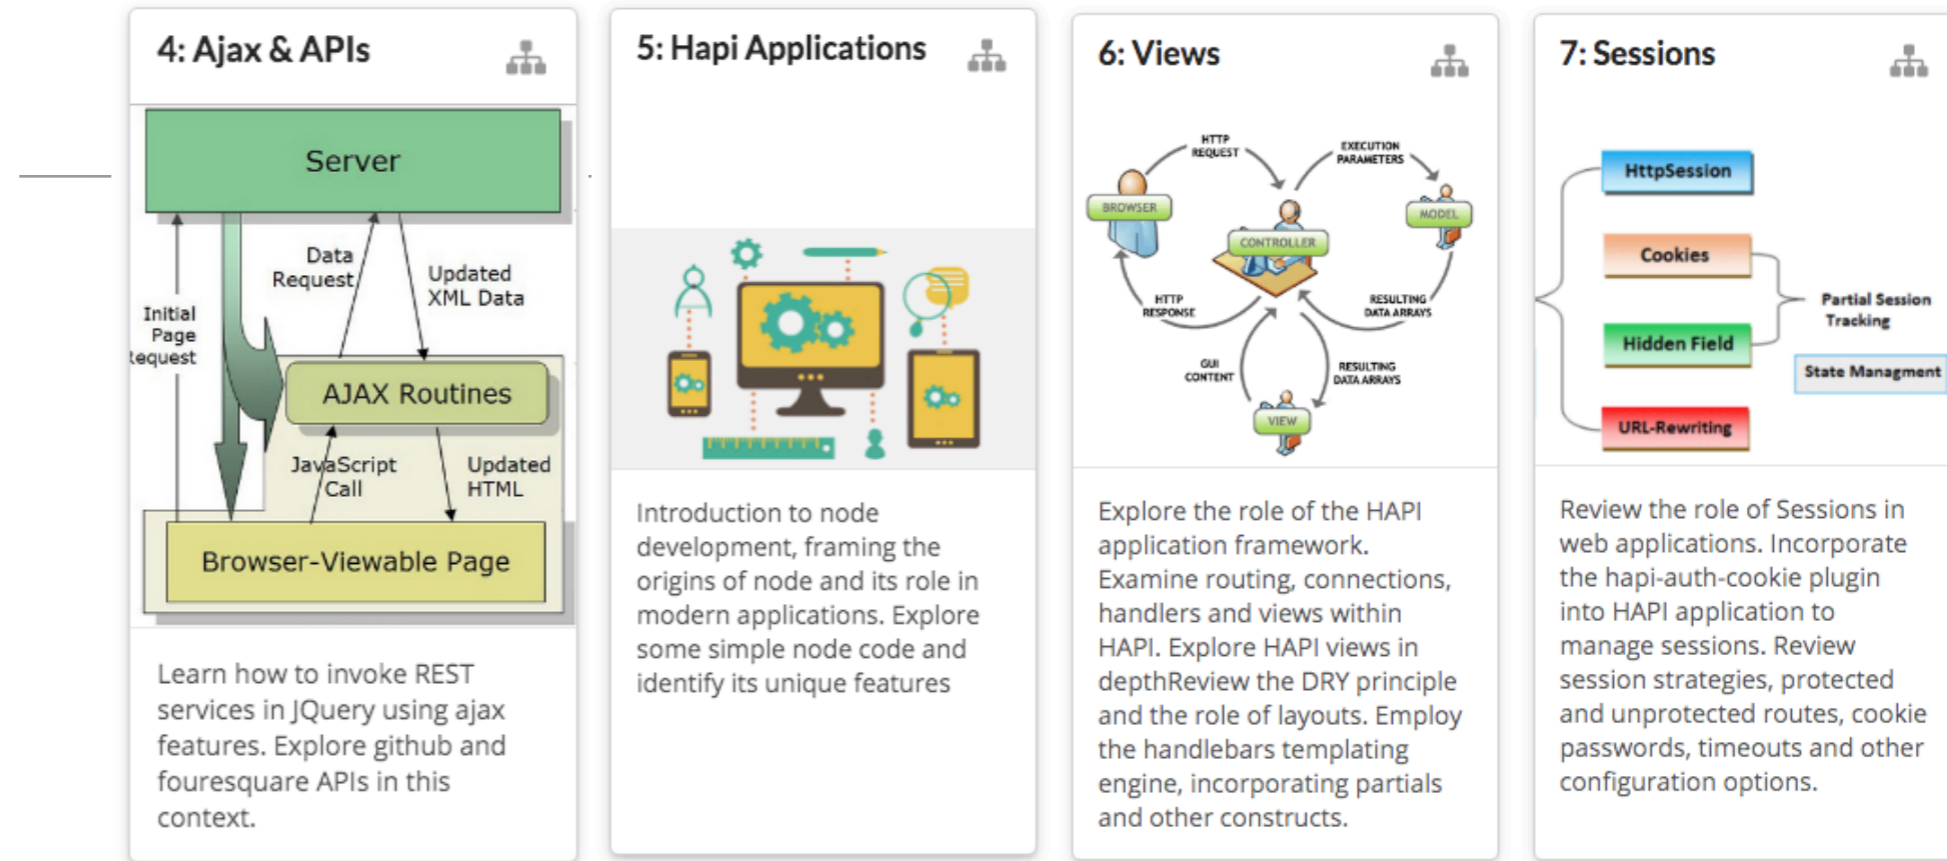 4: Ajax & APIs
Server
Data
Request
Updated
XML Data
Initial
Page
Request
AJAX Routines
JavaScript
Call
Updated
HTML
Browser-Viewable Page
Learn how to invoke REST
services in JQuery using ajax
features. Explore github and
fouresquare APIs in this
context.
5: Hapi Applications
Introduction to node
development, framing the
origins of node and its role in
modern applications. Explore
some simple node code and
identify its unique features
6: Views
HTTP
REQUEST
EXECUTION
PARAMETERS
BROWSER
MODEL
CONTROLLER
HTTP
RESPONSE
RESULTING
DATA ARRAYS
GUI
CONTENT
RESULTING
DATA ARRAYS
VIEW
Explore the role of the HAPI
application framework.
Examine routing, connections,
handlers and views within
HAPI. Explore HAPI views in
depthReview the DRY principle
and the role of layouts. Employ
the handlebars templating
engine, incorporating partials
and other constructs.
7: Sessions
HttpSession
Cookies
Partial Session
Tracking
Hidden Field
State Managment
URL-Rewriting
Review the role of Sessions in
web applications. Incorporate
the hapi-auth-cookie plugin
into HAPI application to
manage sessions. Review
session strategies, protected
and unprotected routes, cookie
passwords, timeouts and other
configuration options.